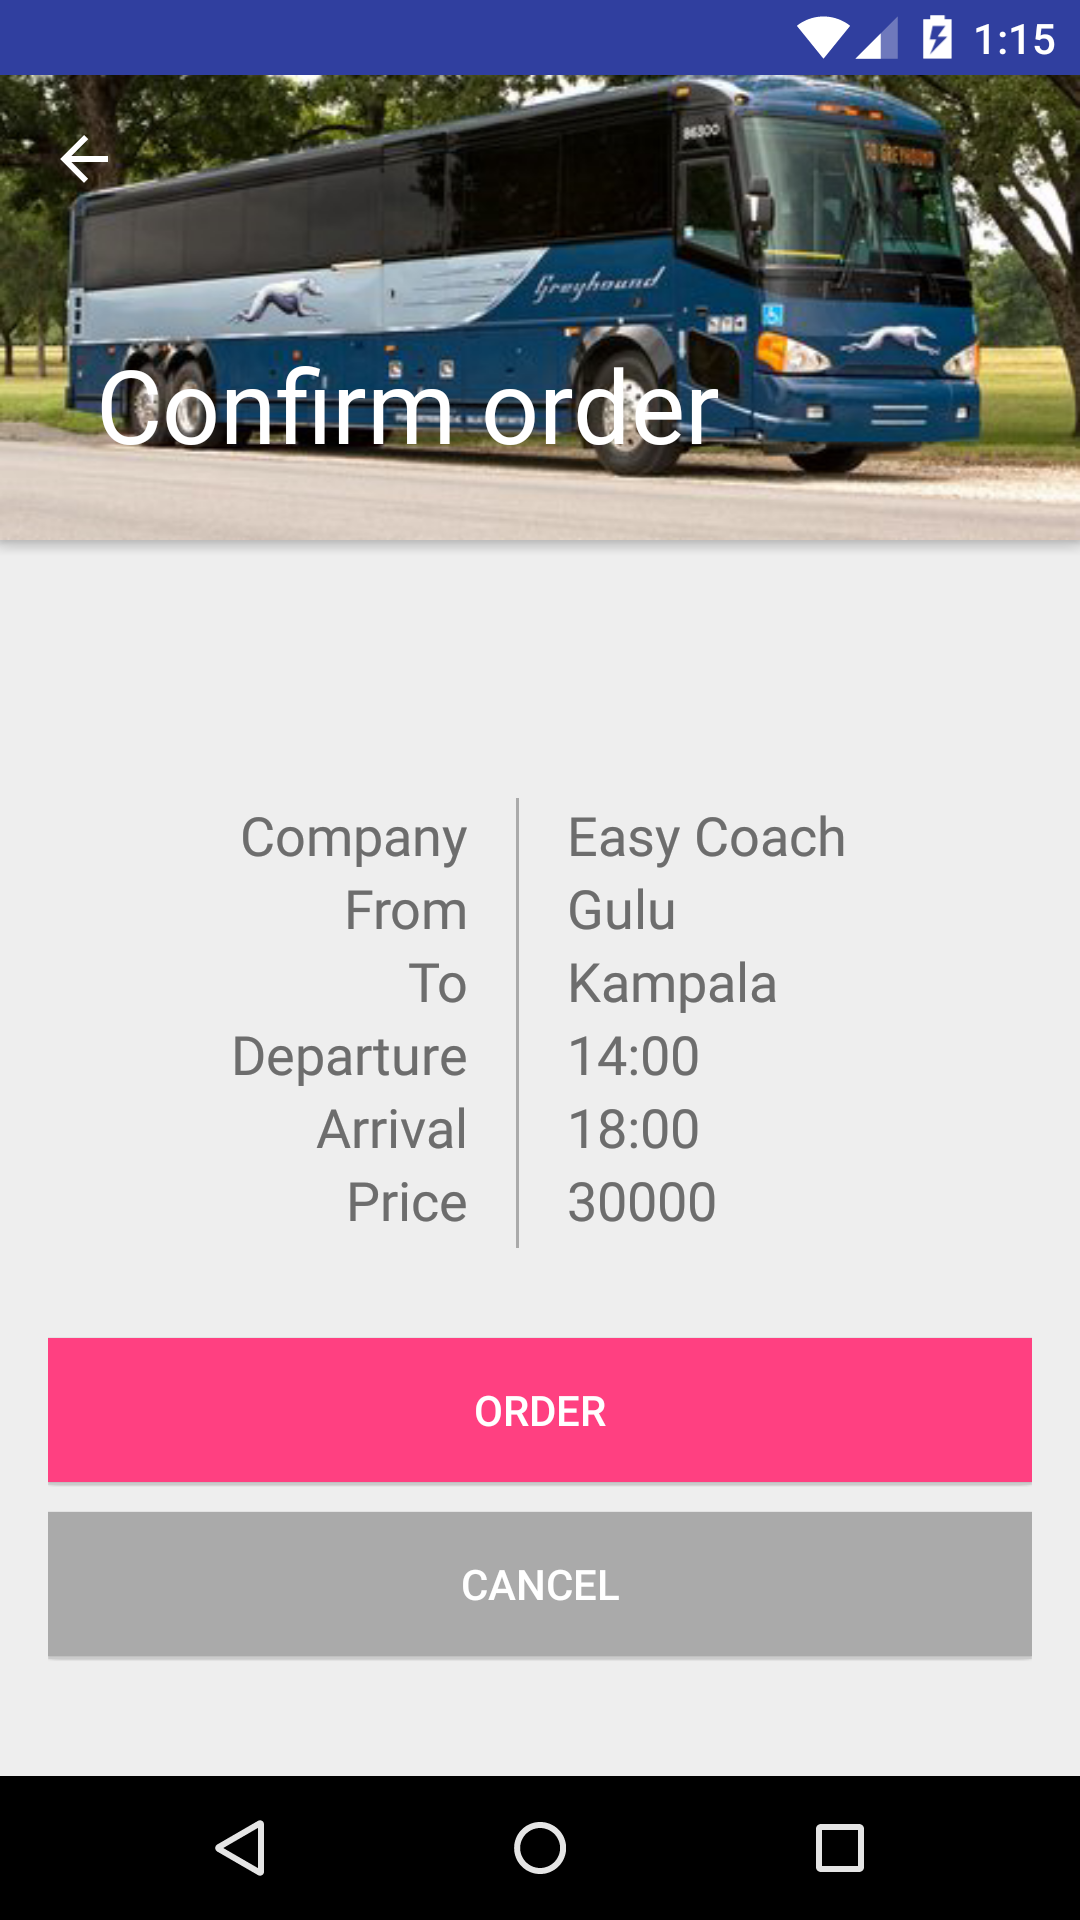 1:15
86300
GO GREYHOUND
Greyhound
Confirm order
Company Easy Coach
From Gulu
To Kampala
Departure 14:00
Arrival 18:00
Price 30000
ORDER
CANCEL